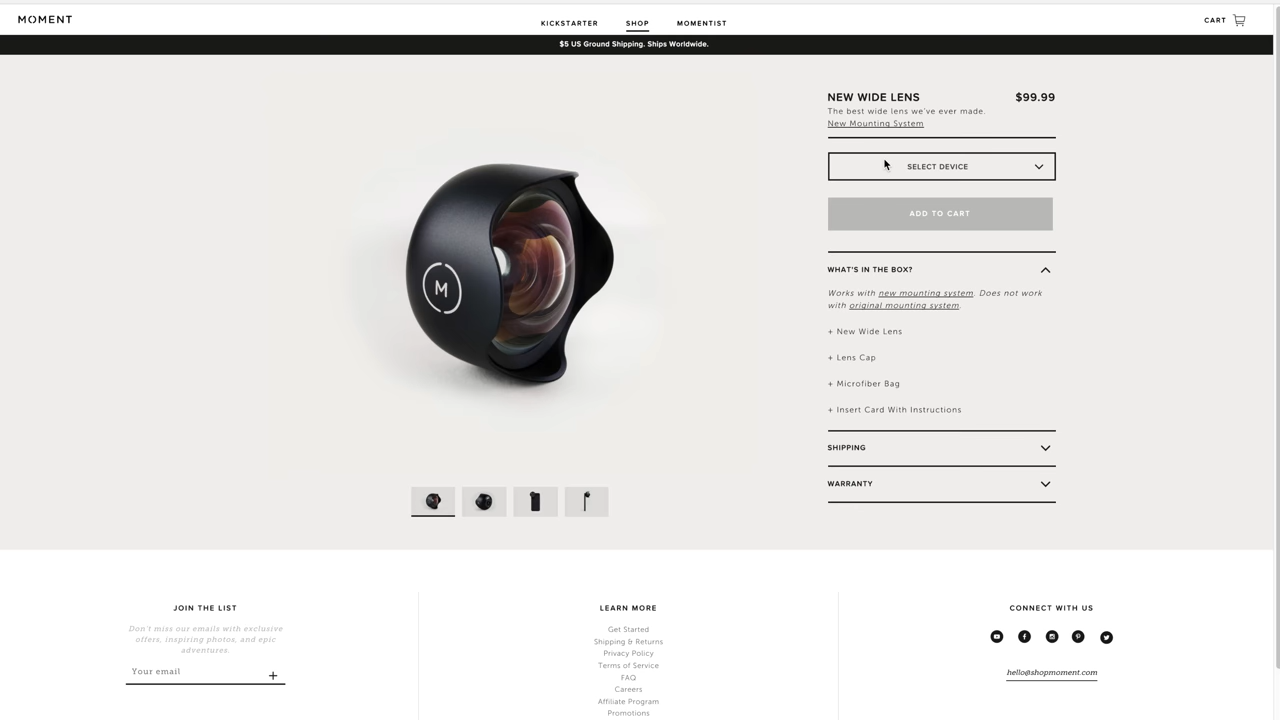 MOMENT
KICKSTARTER SHOP MOMENTIST
CART
$5 US Ground Shipping. Ships Worldwide.
NEW WIDE LENS $99.99
The best wide lens we've ever made.
New Mounting System
SELECT DEVICE
ADD TO CART
WHAT'S IN THE BOX?
Works with new mounting system. Does not work
with original mounting system.
+ New Wide Lens
+ Lens Cap
+ Microfiber Bag
+ Insert Card With Instructions
SHIPPING
WARRANTY
M
JOIN THE LIST
Don't miss our emails with exclusive
offers, inspiring photos, and epic
adventures.
Your email +
LEARN MORE
Get Started
Shipping & Returns
Privacy Policy
Terms of Service
FAQ
Careers
Affiliate Program
Promotions
CONNECT WITH US
hello@shopmoment.com